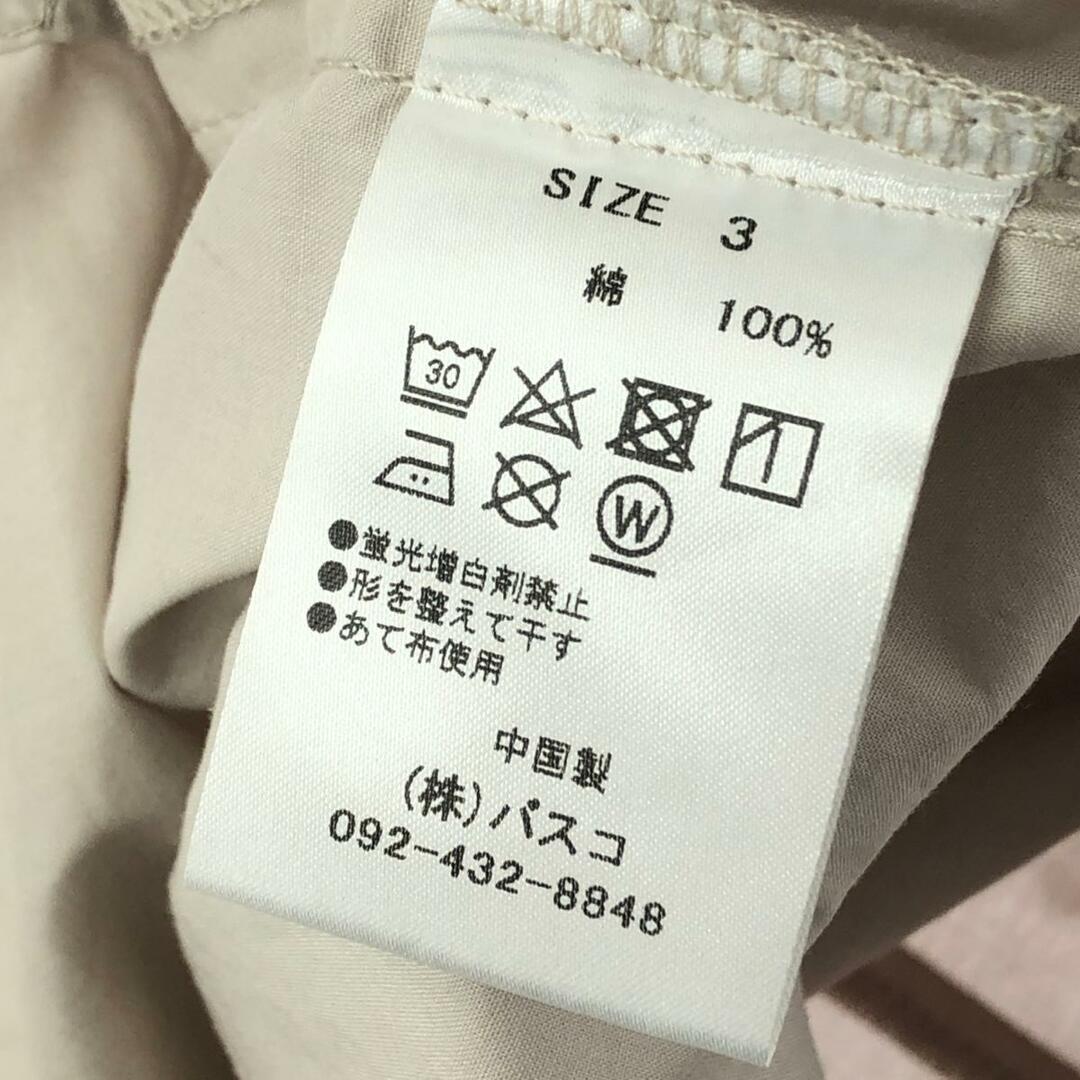 SIZE 3
綿 100%
30
W
●蛍光増白剤禁止
●形を整えて干す
●あて布使用
中国製
(株)バスコ
092-432-8848